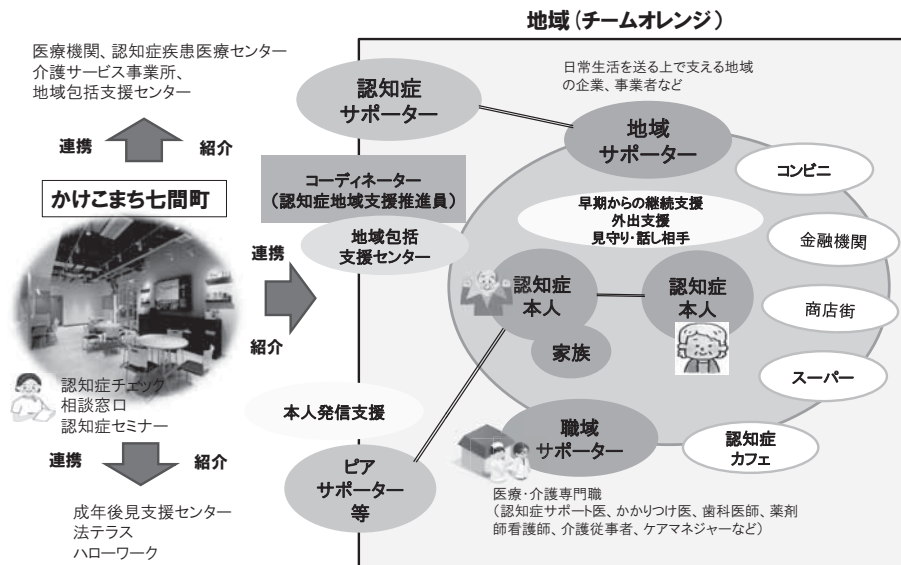 地域(チームオレンジ)
医療機関、認知症疾患医療センター
介護サービス事業所、
地域包括支援センター
連携
紹介
かけこまち七間町
認知症チェック
相談窓口
認知症セミナー
連携
紹介
成年後見支援センター
法テラス
ハローワーク
連携
紹介
認知症
サポーター
コーディネーター
(認知症地域支援推進員)
地域包括
支援センター
本人発信支援
ピア
サポーター
等
日常生活を送る上で支える地域
の企業、事業者など
地域
サポーター
早期からの継続支援
外出支援
見守り・話し相手
認知症
本人
家族
認知症
本人
職域
サポーター
医療・介護専門職
(認知症サポート医、かかりつけ医、歯科医師、薬剤
師看護師、介護従事者、ケアマネジャーなど)
コンビニ
金融機関
商店街
スーパー
認知症
カフェ